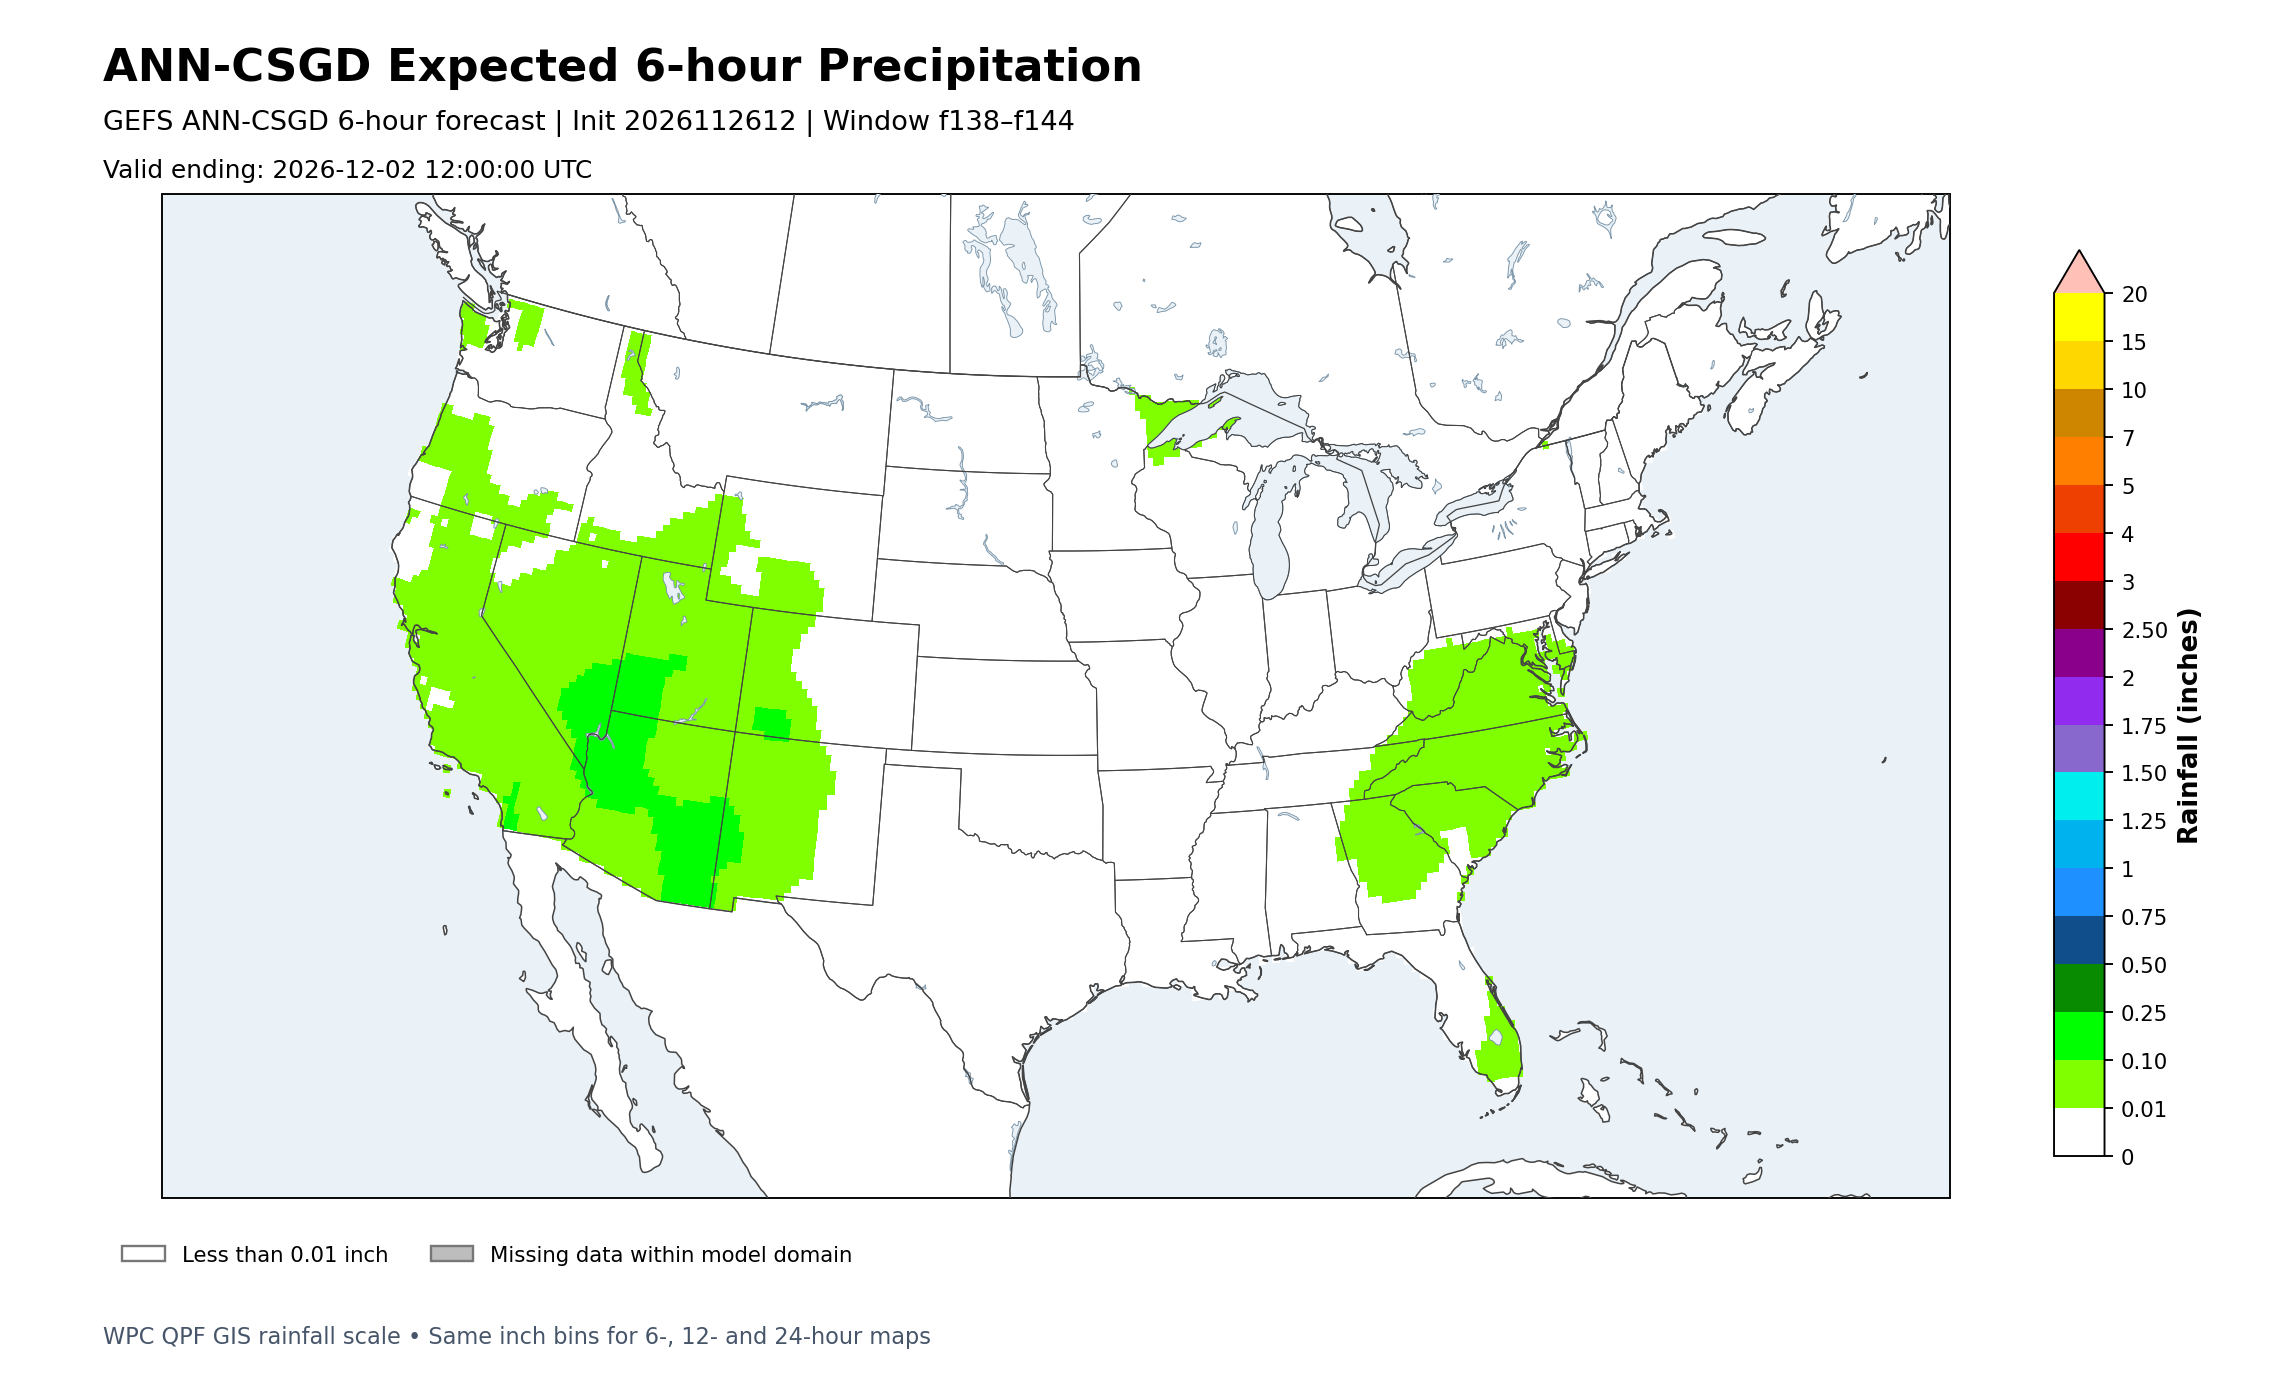 ANN-CSGD Expected 6-hour Precipitation
GEFS ANN-CSGD 6-hour forecast | Init 2026112612 | Window f138–f144
Valid ending: 2026-12-02 12:00:00 UTC
20
15
10
7
5
4
3
2.50
2
1.75
1.50
1.25
1
0.75
0.50
0.25
0.10
0.01
0
Rainfall (inches)
Less than 0.01 inch
Missing data within model domain
WPC QPF GIS rainfall scale • Same inch bins for 6-, 12- and 24-hour maps